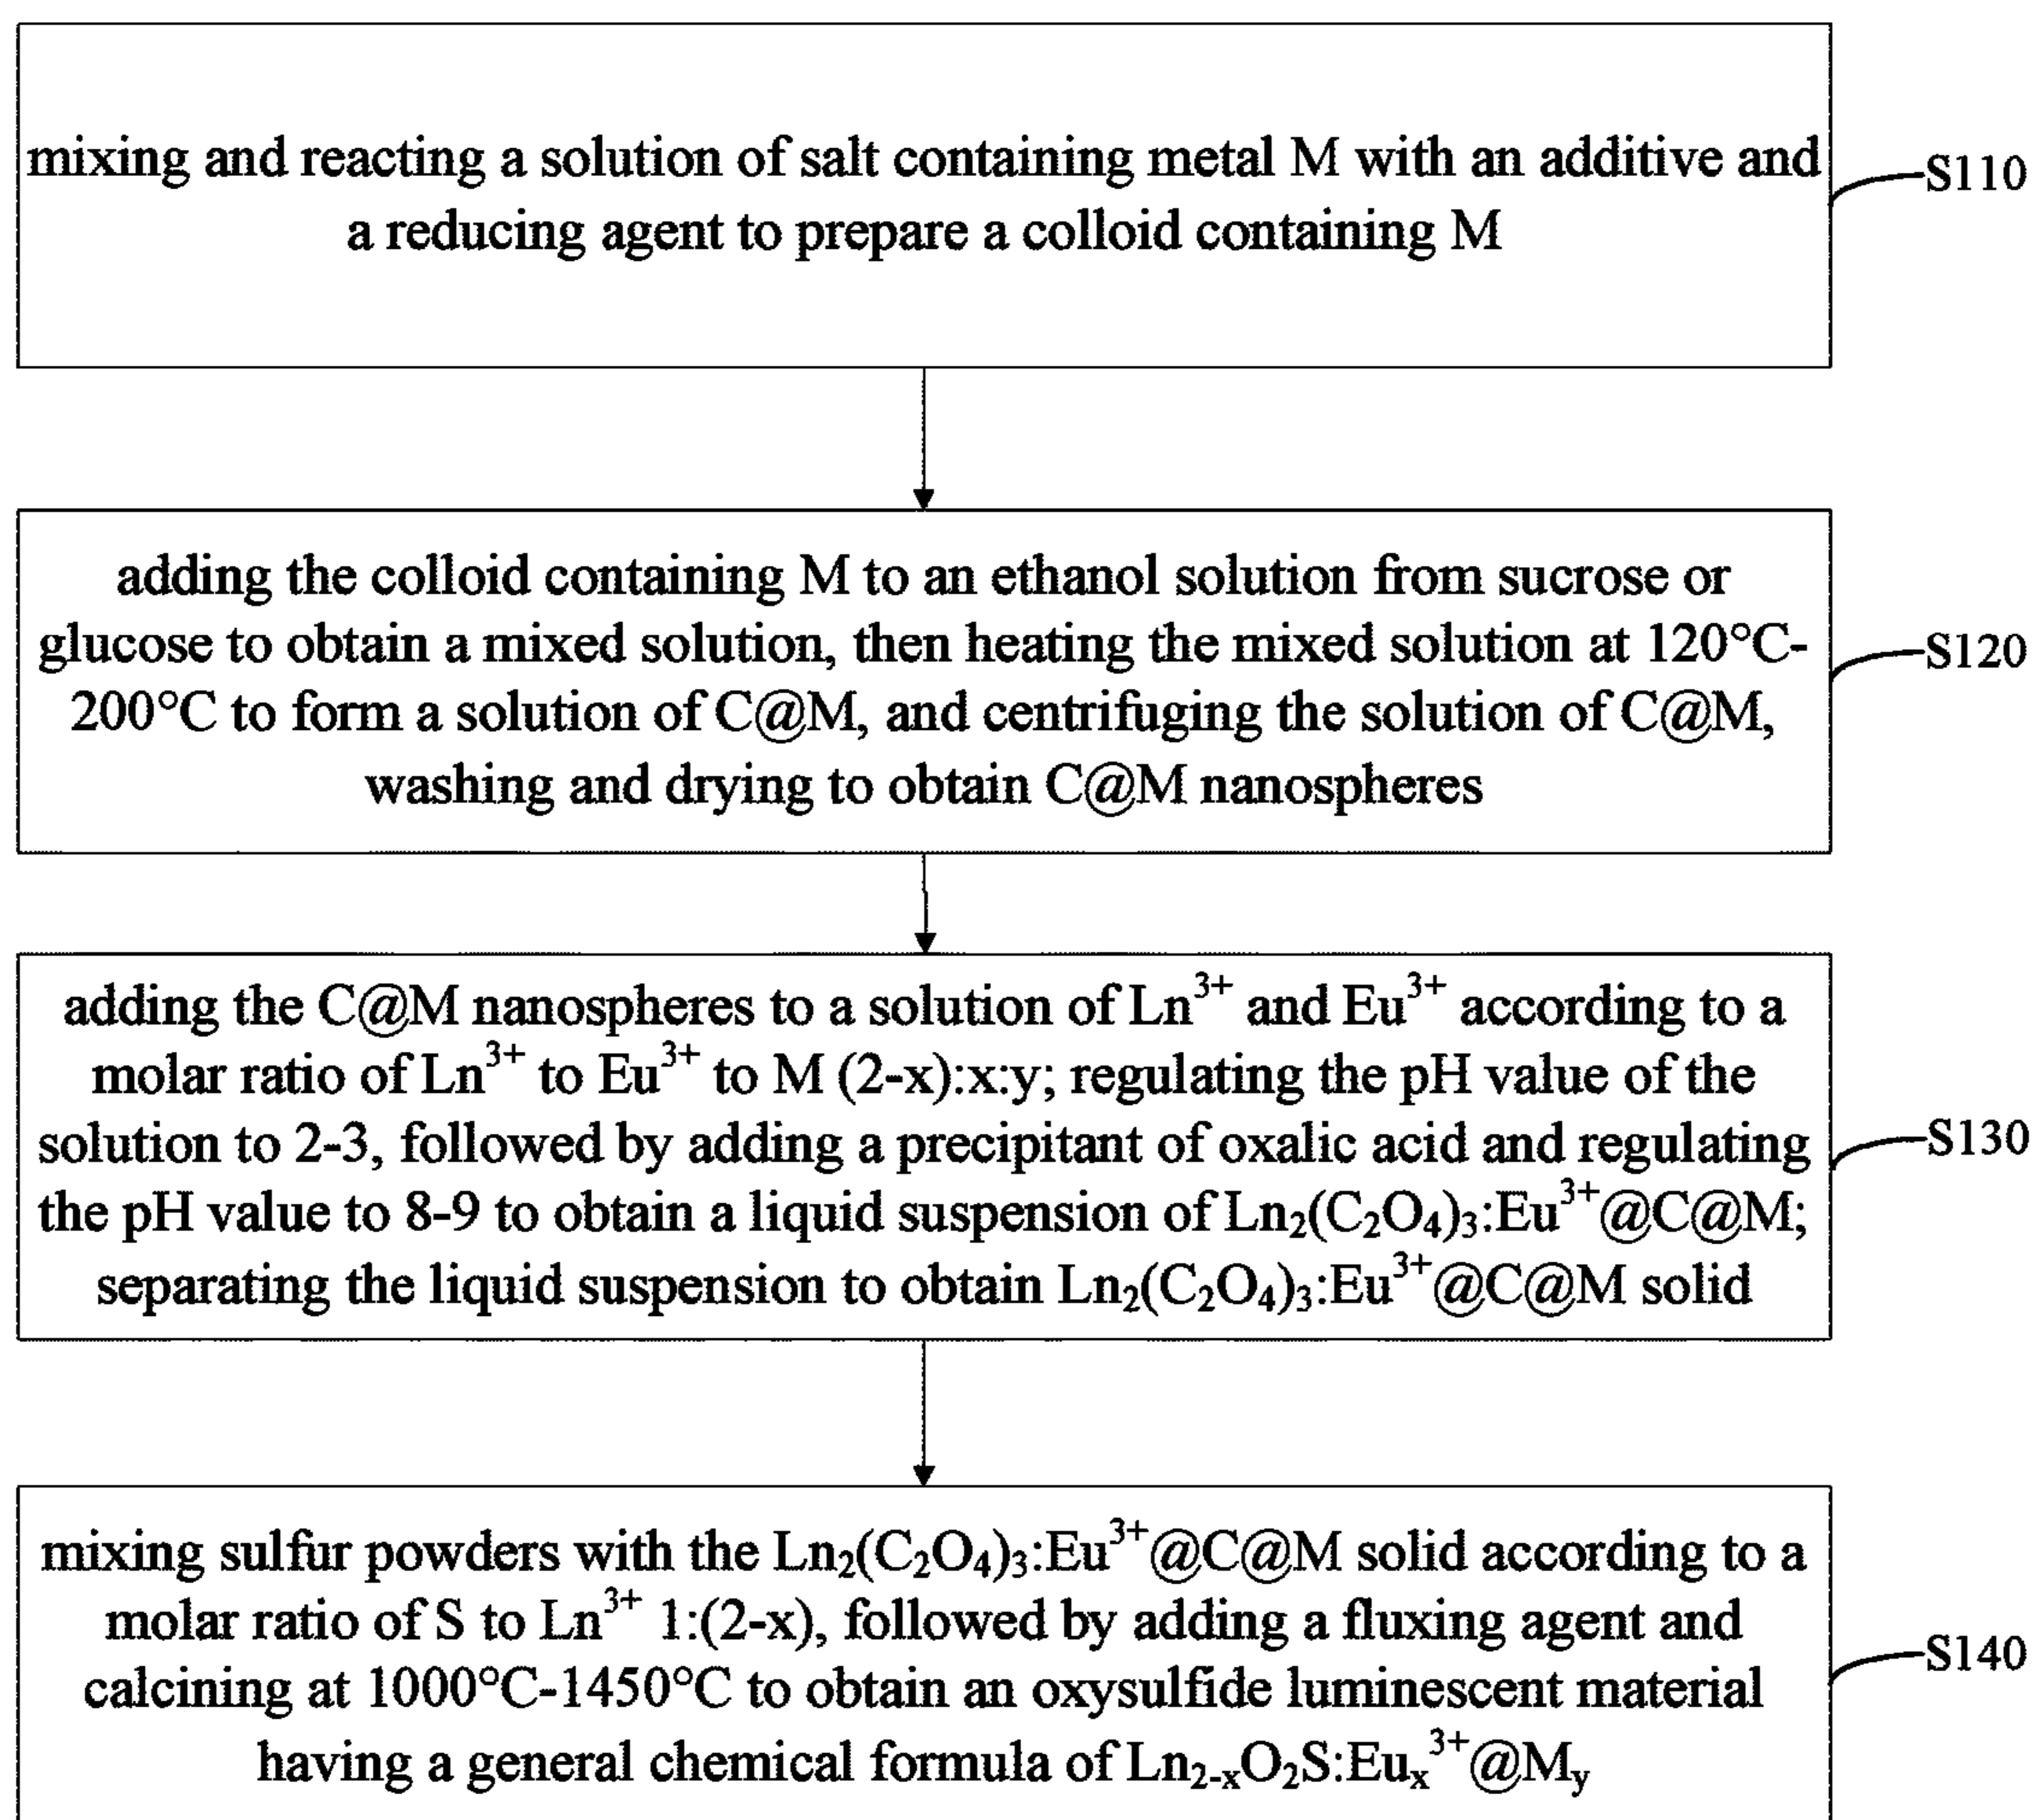 mixing and reacting a solution of salt containing metal M with an additive and
a reducing agent to prepare a colloid containing M
S110
adding the colloid containing M to an ethanol solution from sucrose or
glucose to obtain a mixed solution, then heating the mixed solution at 120°C-
200°C to form a solution of C@M, and centrifuging the solution of C@M,
washing and drying to obtain C@M nanospheres
S120
adding the C@M nanospheres to a solution of Ln³⁺ and Eu³⁺ according to a
molar ratio of Ln³⁺ to Eu³⁺ to M (2-x):x:y; regulating the pH value of the
solution to 2-3, followed by adding a precipitant of oxalic acid and regulating
the pH value to 8-9 to obtain a liquid suspension of Ln₂(C₂O₄)₃:Eu³⁺@C@M;
separating the liquid suspension to obtain Ln₂(C₂O₄)₃:Eu³⁺@C@M solid
S130
mixing sulfur powders with the Ln₂(C₂O₄)₃:Eu³⁺@C@M solid according to a
molar ratio of S to Ln³⁺ 1:(2-x), followed by adding a fluxing agent and
calcining at 1000°C-1450°C to obtain an oxysulfide luminescent material
having a general chemical formula of Ln₂₋ₓO₂S:Euₓ³⁺@M_y
S140